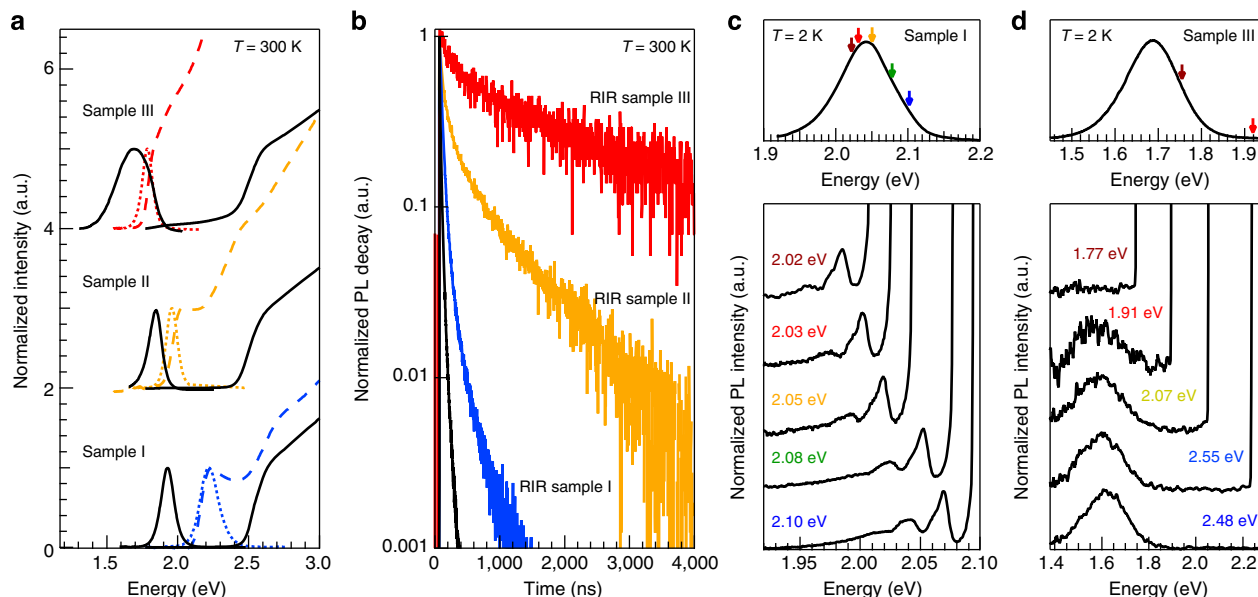 a
T = 300 K
Sample III
Sample II
Sample I
6
4
2
0
1.5
2.0
2.5
3.0
Energy (eV)
Normalized intensity (a.u.)
b
T = 300 K
RIR sample III
RIR sample II
RIR sample I
1
0.1
0.01
0.001
0
1,000
2,000
3,000
4,000
Time (ns)
Normalized PL decay
c
T = 2 K
Sample I
1.9
2.0
2.1
2.2
Energy (eV)
2.02 eV
2.03 eV
2.05 eV
2.08 eV
2.10 eV
1.95
2.00
2.05
2.10
Energy (eV)
Normalized PL intensity (a.u.)
d
T = 2 K
Sample III
1.5
1.6
1.7
1.8
1.9
Energy (eV)
1.77 eV
1.91 eV
2.07 eV
2.55 eV
2.48 eV
1.4
1.6
1.8
2.0
2.2
Energy (eV)
Normalized PL intensity (a.u.)